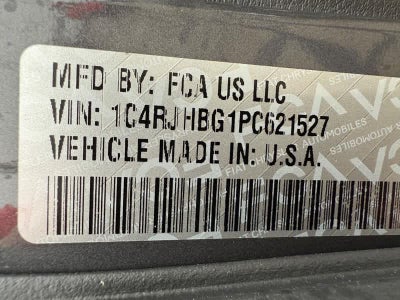 MFD BY: FCA US LLC
VIN: 1C4RJHBG1PC621527
VEHICLE MADE IN: U.S.A.